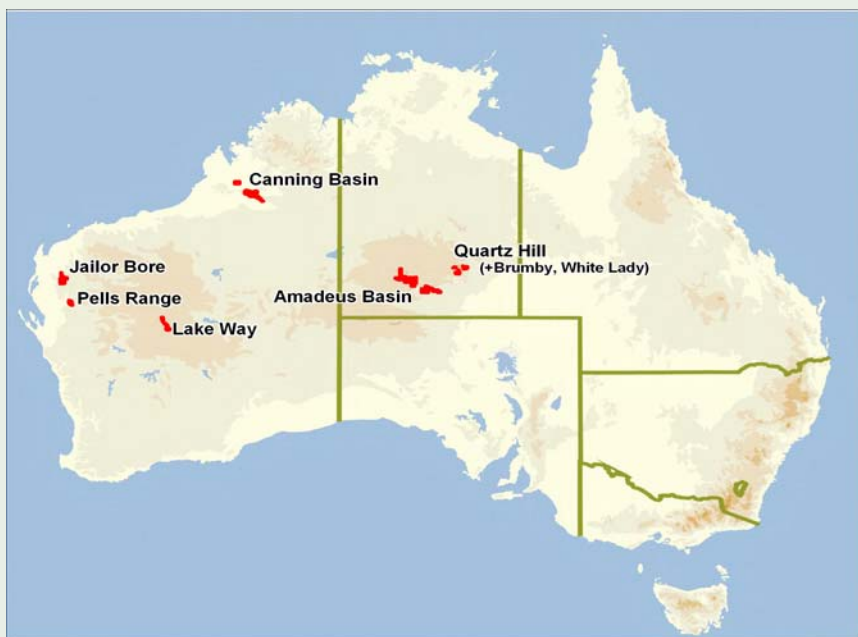 Canning Basin
Quartz Hill
(+Brumby, White Lady)
Jailor Bore
Amadeus Basin
Pells Range
Lake Way